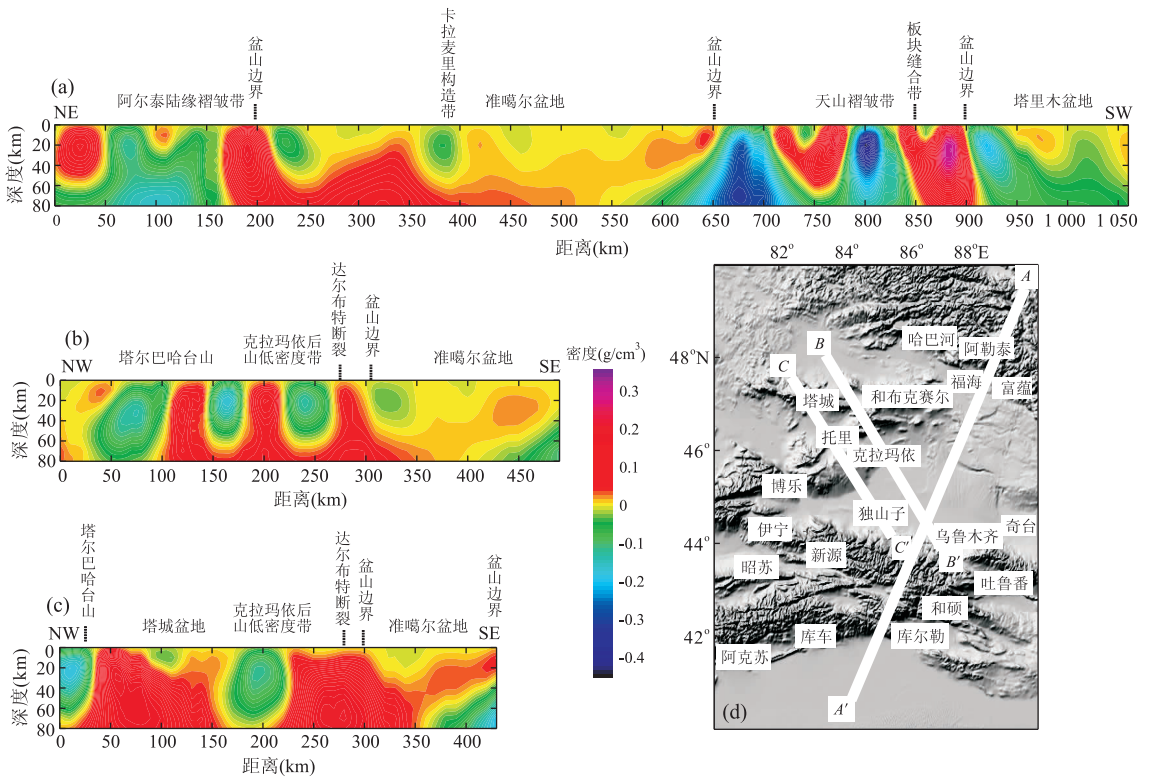 (a)
NE
阿尔泰陆缘褶皱带
盆山边界
卡拉麦里构造带
准噶尔盆地
盆山边界
天山褶皱带
板块缝合带
盆山边界
塔里木盆地
SW
深度(km)
0
20
40
60
80
0 50 100 150 200 250 300 350 400 450 500 550 600 650 700 750 800 850 900 950 1 000 1 050
距离(km)
(b)
NW
塔尔巴哈台山
克拉玛依后
山低密度带
达尔布特断裂
盆山边界
准噶尔盆地
SE
深度(km)
0
20
40
60
80
0 50 100 150 200 250 300 350 400 450
距离(km)
(c)
NW
塔尔巴哈台山
塔城盆地
克拉玛依后
山低密度带
达尔布特断裂
盆山边界
准噶尔盆地
盆山边界
SE
深度(km)
0
20
40
60
80
0 50 100 150 200 250 300 350 400
距离(km)
密度(g/cm³)
0.3
0.2
0.1
0
-0.1
-0.2
-0.3
-0.4
82° 84° 86° 88°E
48°N
46°
44°
42°
A
B
哈巴河
阿勒泰
C
福海
富蕴
塔城
和布克赛尔
托里
克拉玛依
博乐
独山子
奇台
伊宁
乌鲁木齐
新源
C′
B′
昭苏
吐鲁番
和硕
库车
库尔勒
阿克苏
A′
(d)